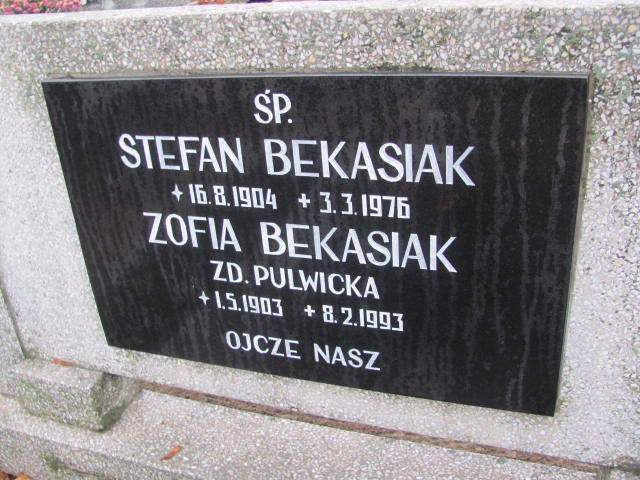 ŚP.
STEFAN BEKASIAK
+ 16.8.1904 + 3.3.1976
ZOFIA BEKASIAK
ZD. PULWICKA
+ 1.5.1903 + 8.2.1993
OJCZE NASZ